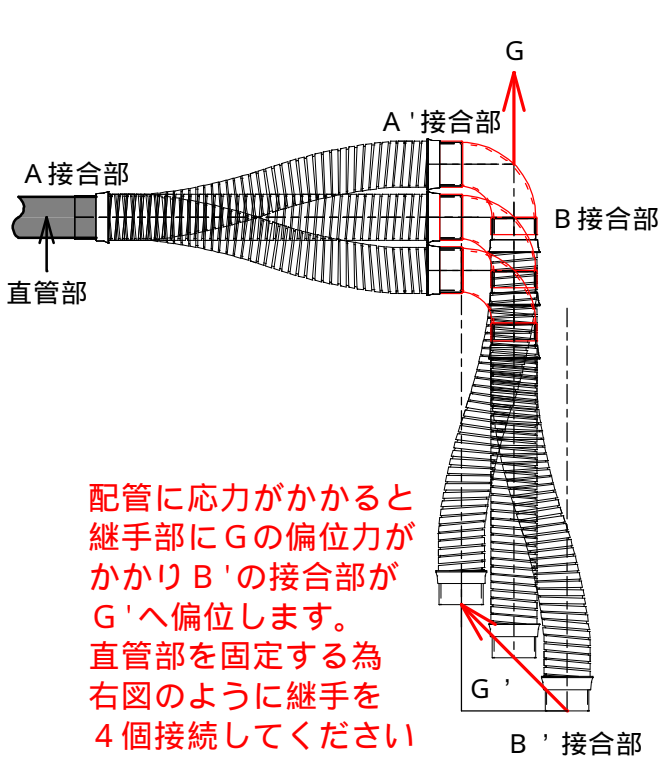 G
A'接合部
A接合部
B接合部
直管部
配管に応力がかかると
継手部にGの偏位力が
かかりB'の接合部が
G'へ偏位します。
直管部を固定する為
右図のように継手を
４個接続してください
G’
B’接合部